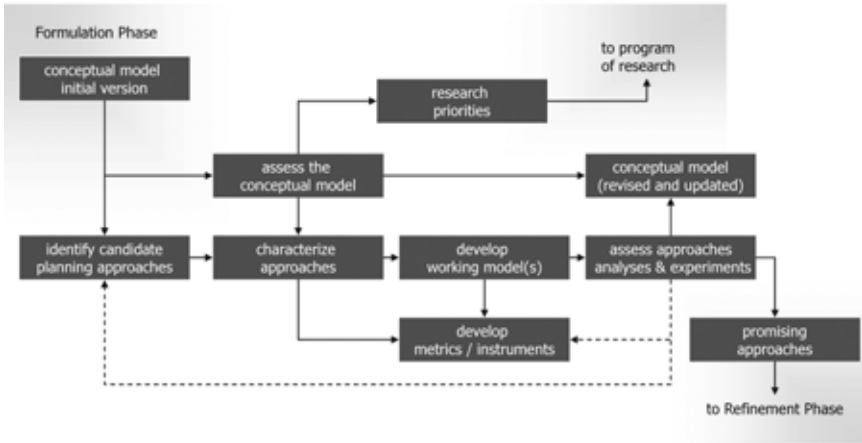 Formulation Phase
conceptual model
initial version
to program
of research
research
priorities
assess the
conceptual model
conceptual model
(revised and updated)
identify candidate
planning approaches
characterize
approaches
develop
working model(s)
assess approaches
analyses & experiments
develop
metrics / instruments
promising
approaches
to Refinement Phase